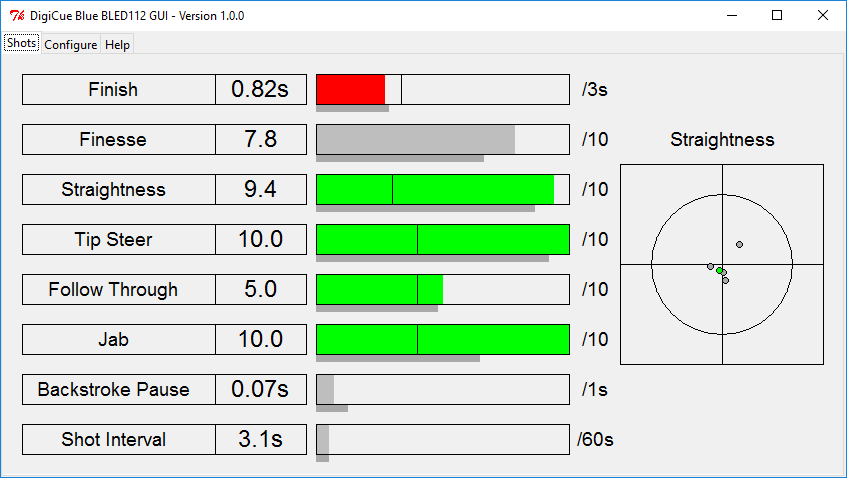 DigiCue Blue BLED112 GUI - Version 1.0.0
Shots Configure Help
Finish 0.82s /3s
Finesse 7.8 /10
Straightness
Straightness 9.4 /10
Tip Steer 10.0 /10
Follow Through 5.0 /10
Jab 10.0 /10
Backstroke Pause 0.07s /1s
Shot Interval 3.1s /60s